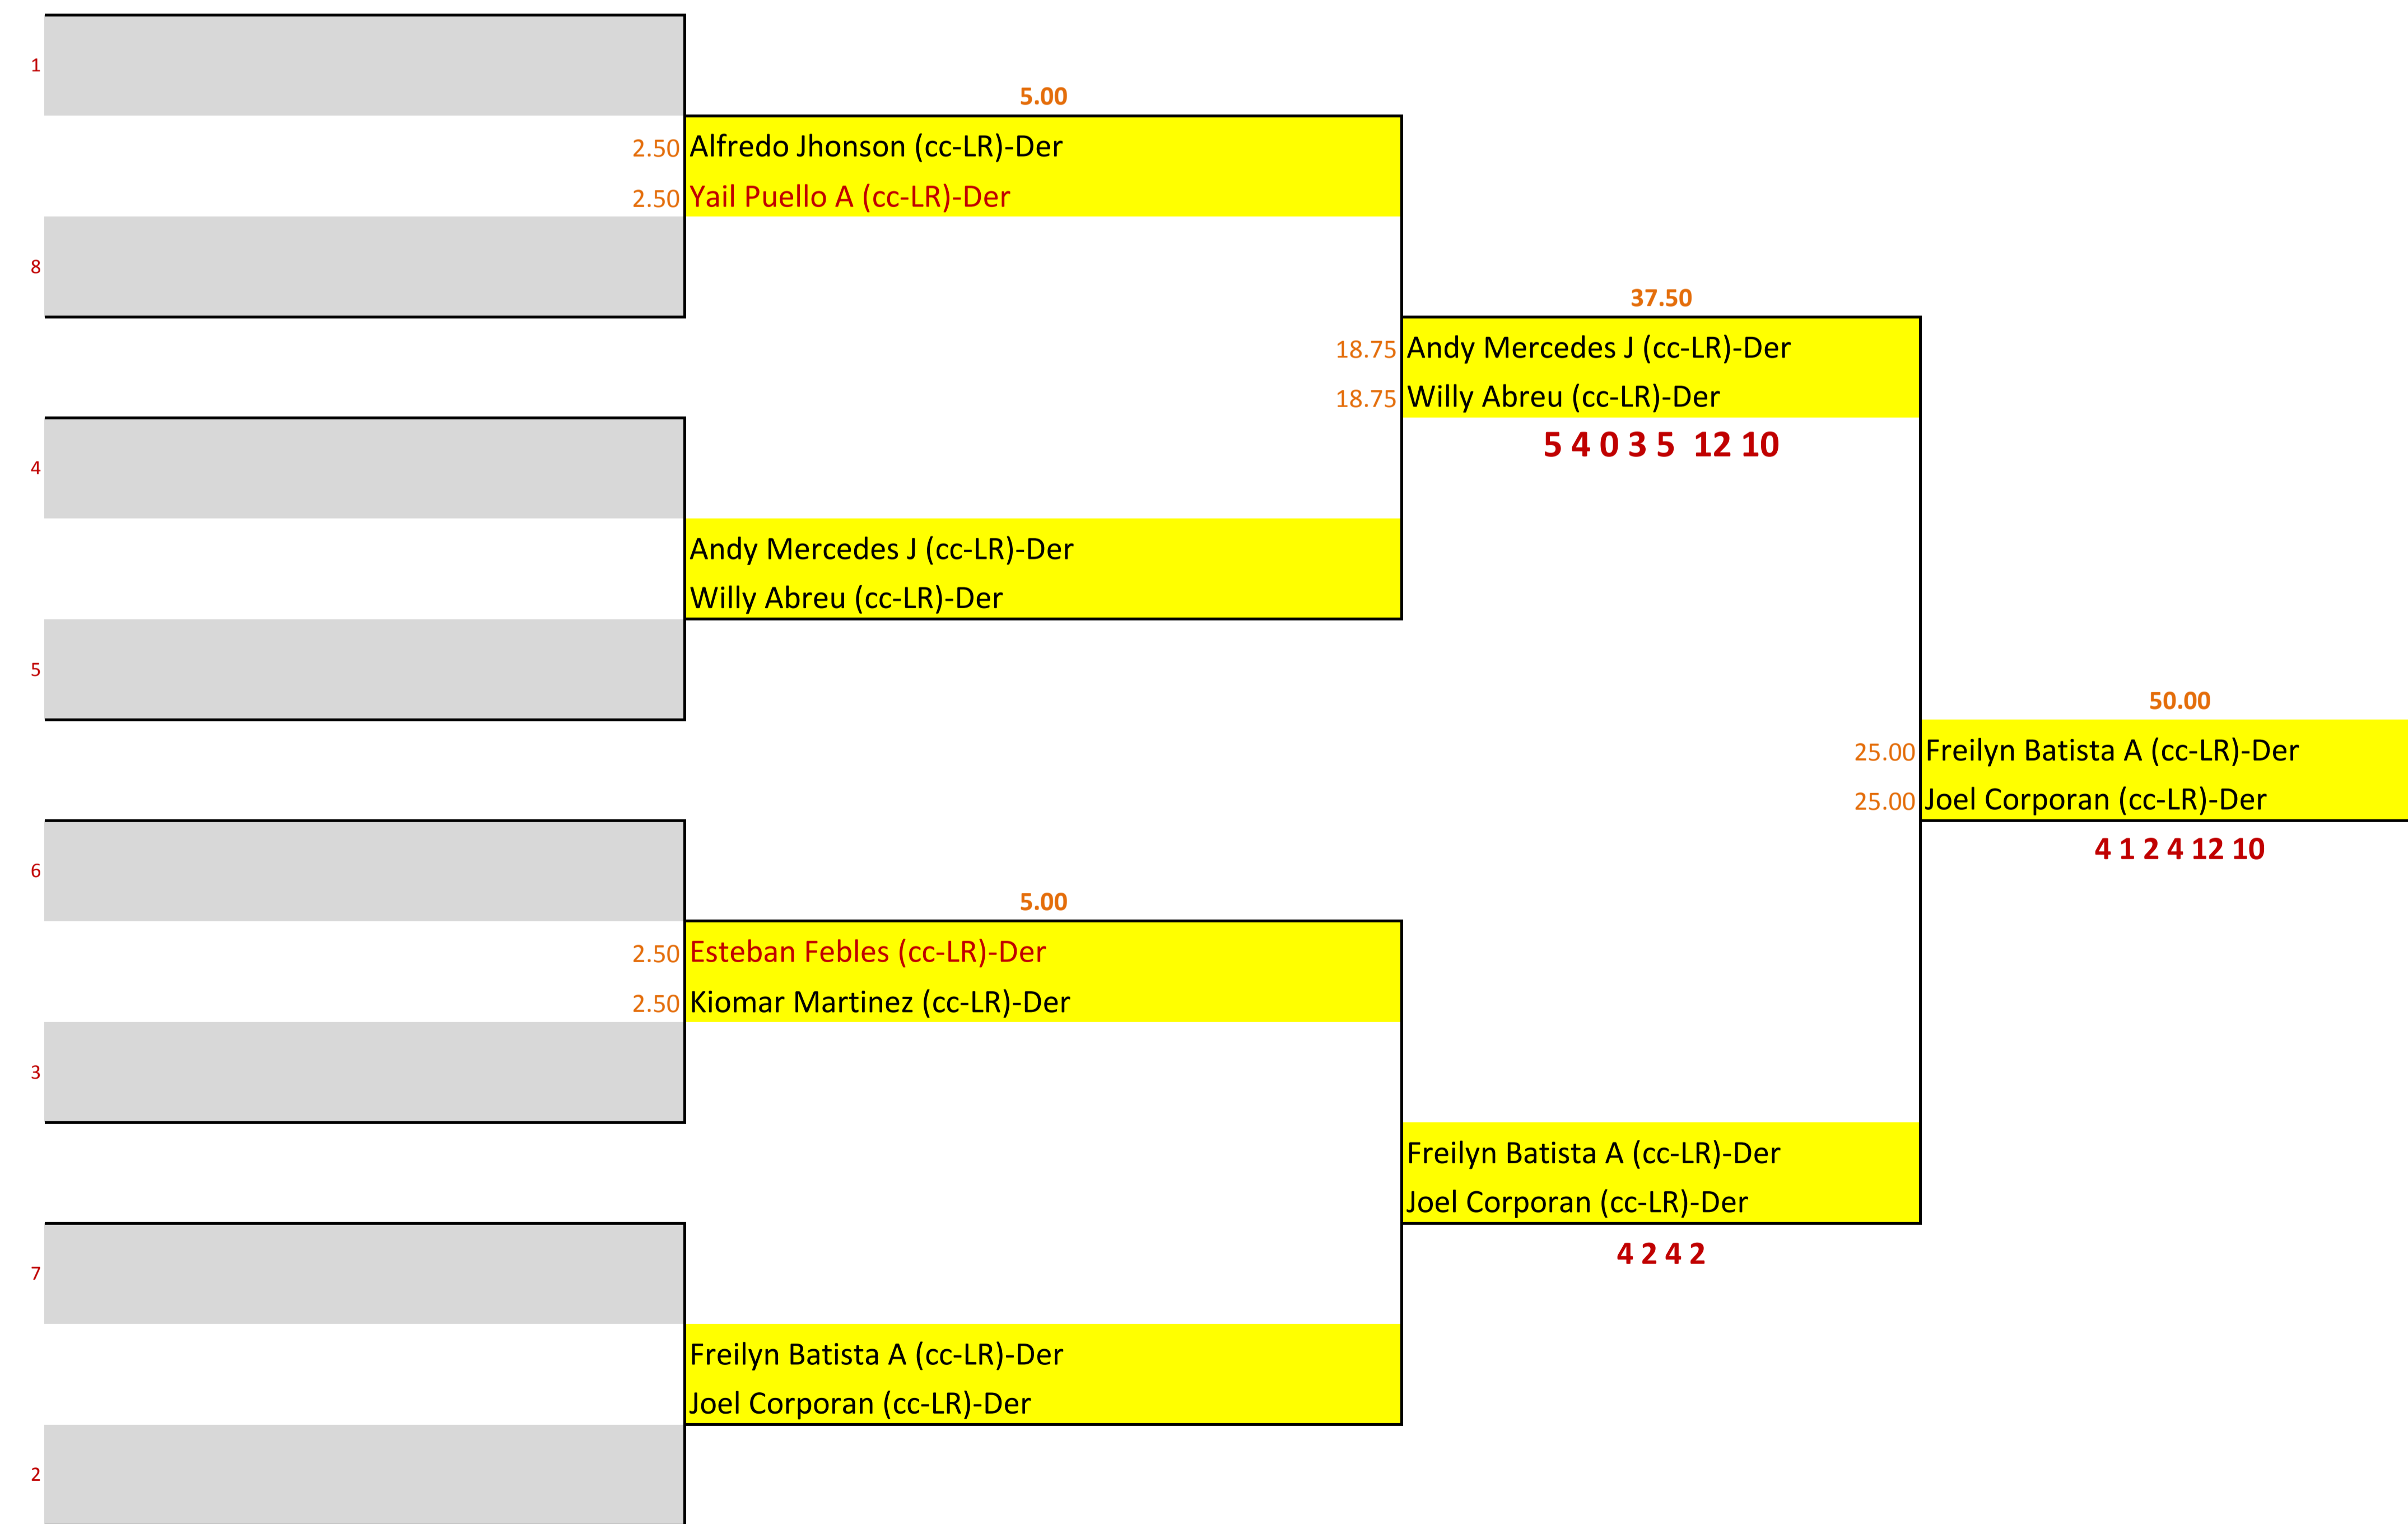 1
5.00
2.50 Alfredo Jhonson (cc-LR)-Der
2.50 Yail Puello A (cc-LR)-Der
8
37.50
18.75 Andy Mercedes J (cc-LR)-Der
18.75 Willy Abreu (cc-LR)-Der
5 4 0 3 5  12 10
4
Andy Mercedes J (cc-LR)-Der
Willy Abreu (cc-LR)-Der
5
50.00
25.00 Freilyn Batista A (cc-LR)-Der
25.00 Joel Corporan (cc-LR)-Der
4 1 2 4 12 10
6
5.00
2.50 Esteban Febles (cc-LR)-Der
2.50 Kiomar Martinez (cc-LR)-Der
3
Freilyn Batista A (cc-LR)-Der
Joel Corporan (cc-LR)-Der
4 2 4 2
7
Freilyn Batista A (cc-LR)-Der
Joel Corporan (cc-LR)-Der
2